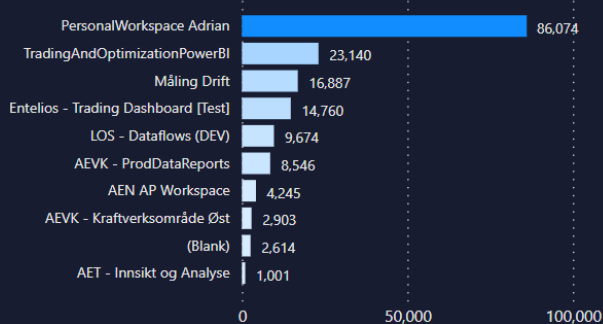 PersonalWorkspace Adrian 86,074
TradingAndOptimizationPowerBI 23,140
Måling Drift 16,887
Entelios - Trading Dashboard [Test] 14,760
LOS - Dataflows (DEV) 9,674
AEVK - ProdDataReports 8,546
AEN AP Workspace 4,245
AEVK - Kraftverksområde Øst 2,903
(Blank) 2,614
AET - Innsikt og Analyse 1,001
0 50,000 100,000